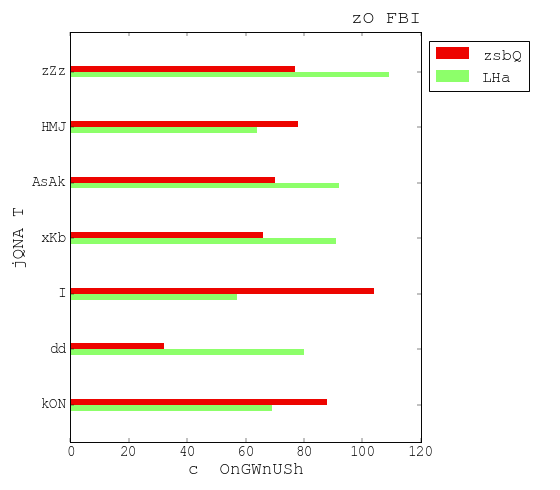 zO FBI
zsbQ
LHa
zZz
HMJ
AsAk
xKb
I
dd
kON
jQNA T
0 20 40 60 80 100 120
c  OnGWnUSh